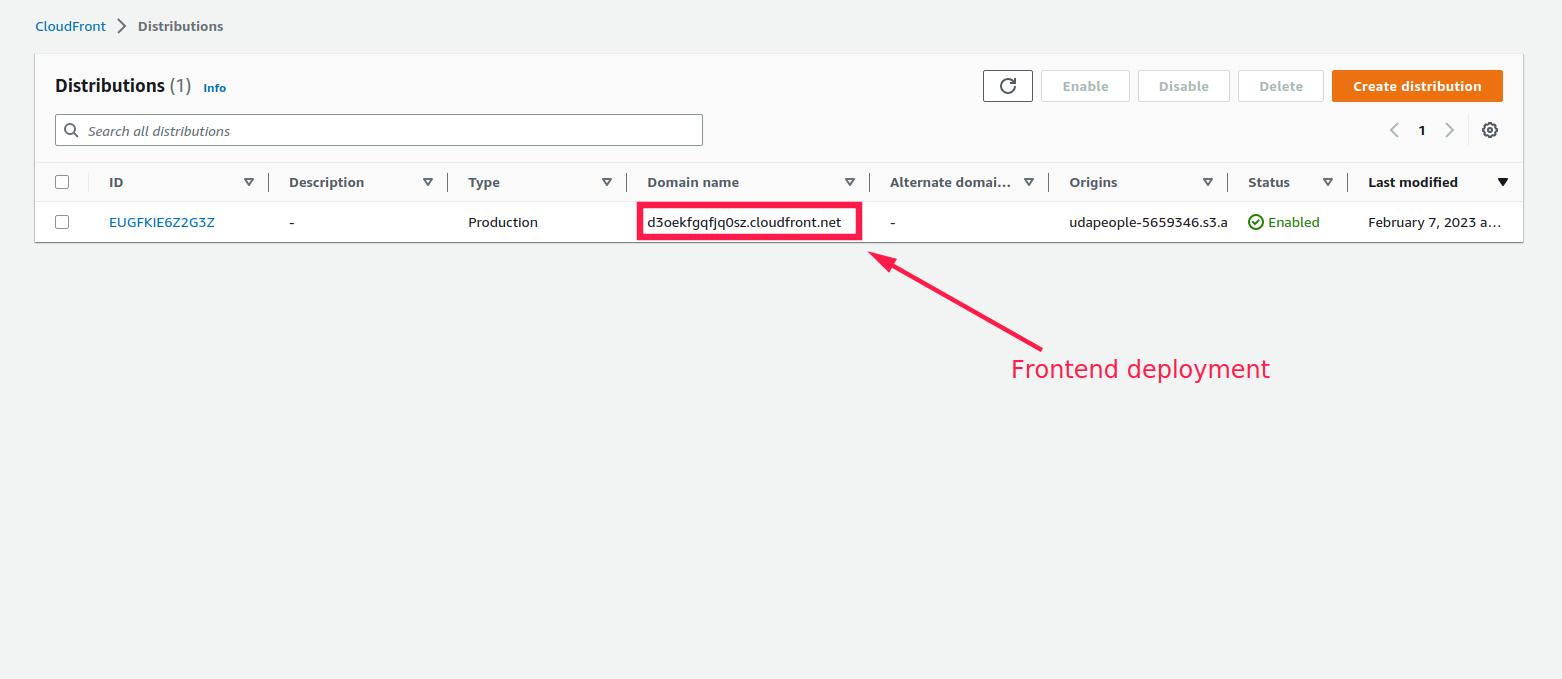 CloudFront > Distributions
Distributions (1) Info
Enable Disable Delete Create distribution
Search all distributions
1
ID Description Type Domain name Alternate domai... Origins Status Last modified
EUGFKIE6Z2G3Z - Production d3oekfgqfjq0sz.cloudfront.net - udapeople-5659346.s3.a Enabled February 7, 2023 a...
Frontend deployment